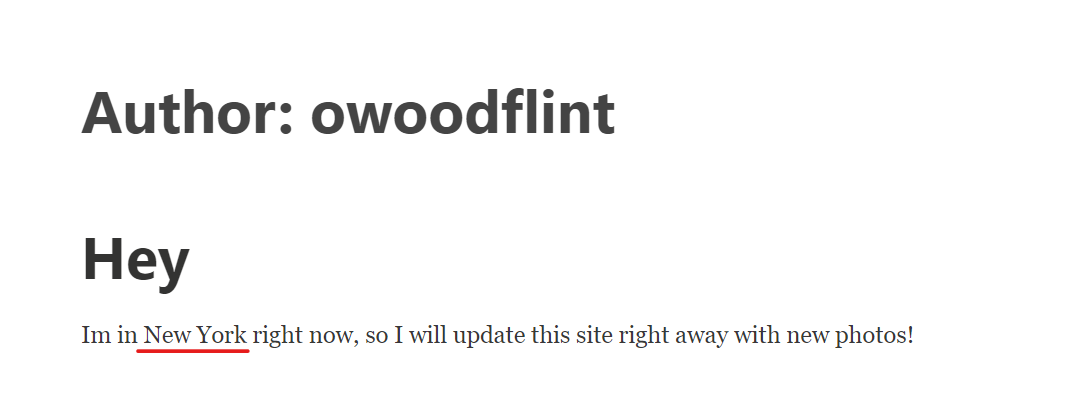 Author: owoodflint
Hey
Im in New York right now, so I will update this site right away with new photos!